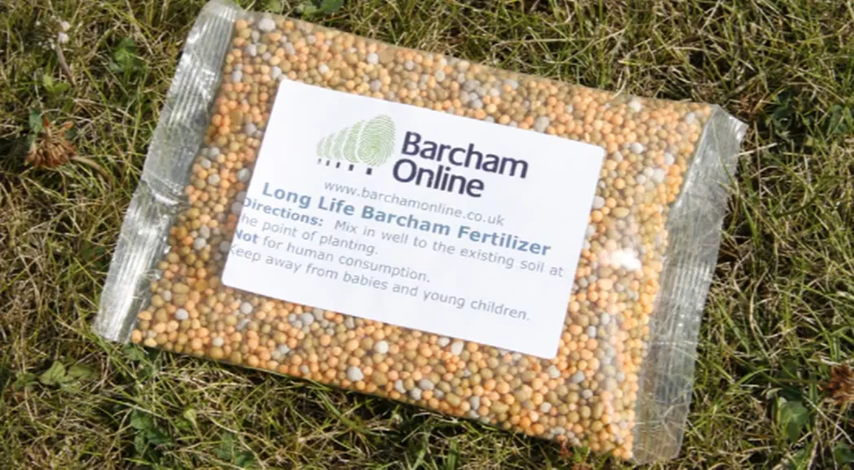 Barcham
Online
www.barchamonline.co.uk
Long Life Barcham Fertilizer
Directions: Mix in well to the existing soil at
the point of planting.
Not for human consumption.
Keep away from babies and young children.